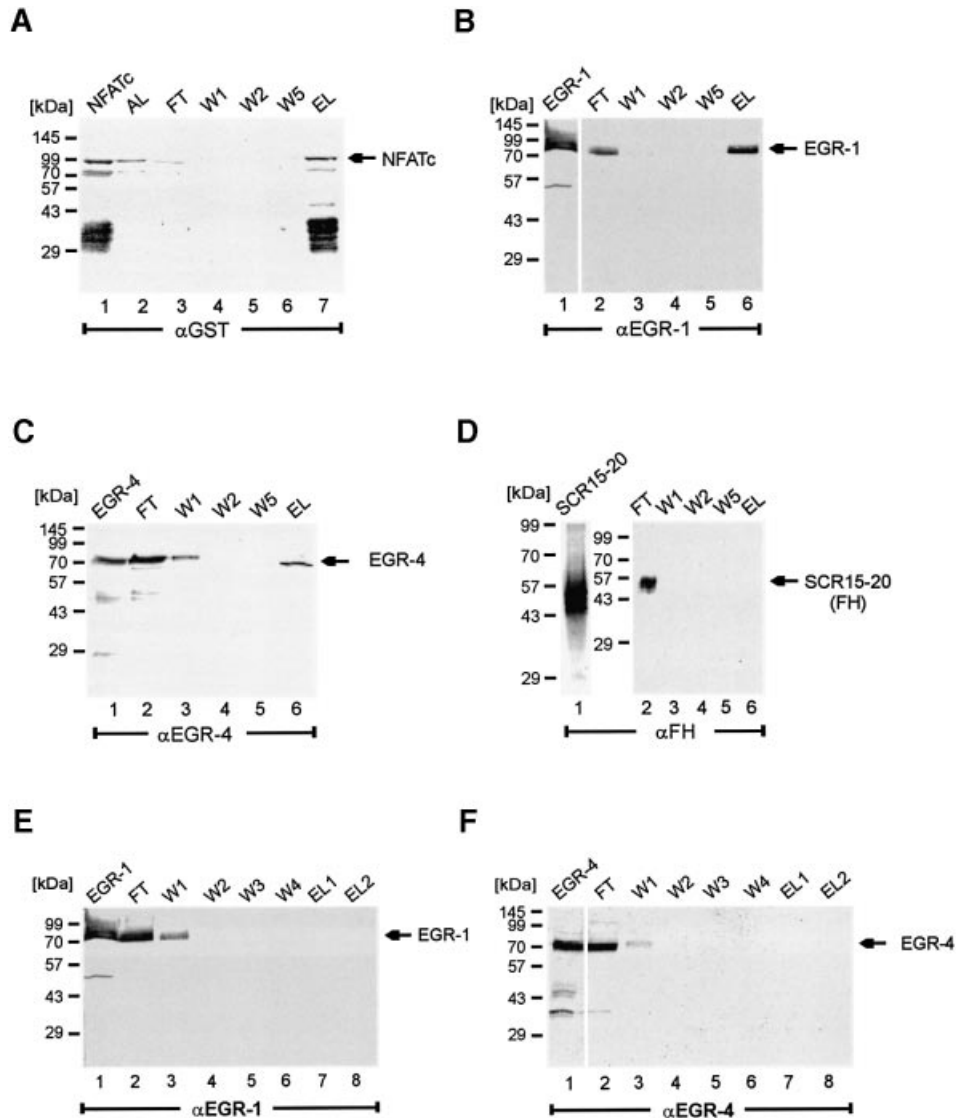 A
[kDa] NFATc AL FT W1 W2 W5 EL
145
99
70
57
43
29
NFATc
1 2 3 4 5 6 7
αGST
B
[kDa] EGR-1 FT W1 W2 W5 EL
145
99
70
57
43
29
EGR-1
1 2 3 4 5 6
αEGR-1
C
[kDa] EGR-4 FT W1 W2 W5 EL
145
99
70
57
43
29
EGR-4
1 2 3 4 5 6
αEGR-4
D
[kDa] SCR15-20 FT W1 W2 W5 EL
99
70
57
43
29
99
70
57
43
29
SCR15-20
(FH)
1 2 3 4 5 6
αFH
E
[kDa] EGR-1 FT W1 W2 W3 W4 EL1 EL2
99
70
57
43
29
EGR-1
1 2 3 4 5 6 7 8
αEGR-1
F
[kDa] EGR-4 FT W1 W2 W3 W4 EL1 EL2
145
99
70
57
43
29
EGR-4
1 2 3 4 5 6 7 8
αEGR-4